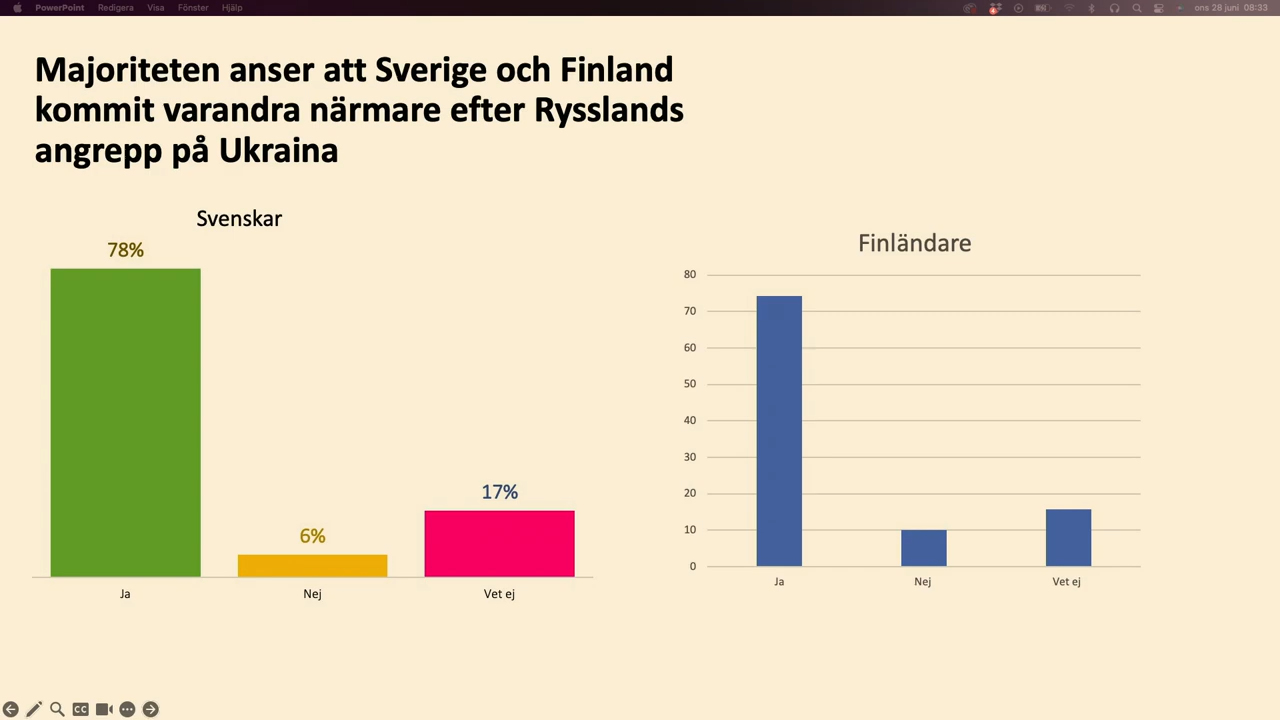 PowerPoint Redigera Visa Fönster Hjälp ons 28 juni 08:33
Majoriteten anser att Sverige och Finland
kommit varandra närmare efter Rysslands
angrepp på Ukraina
Svenskar
78%
6%
17%
Ja Nej Vet ej
Finländare
80
70
60
50
40
30
20
10
0
Ja Nej Vet ej
CC